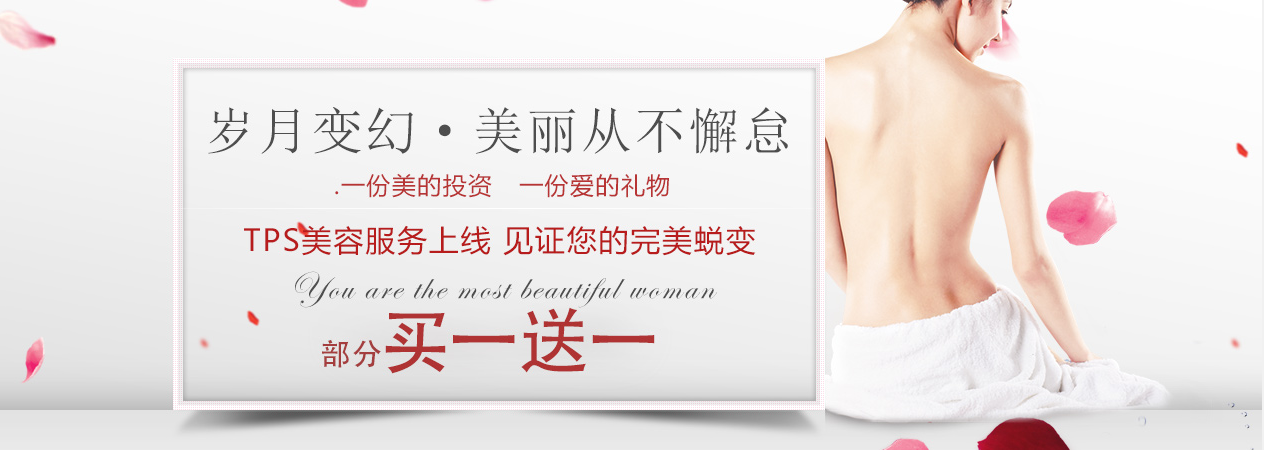 岁月变幻·美丽从不懈怠
.一份美的投资 一份爱的礼物
TPS美容服务上线 见证您的完美蜕变
You are the most beautiful woman
部分买一送一